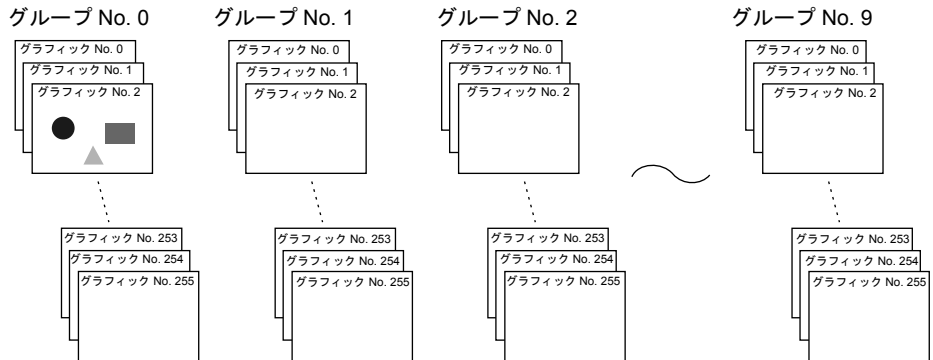 グループ No. 0
グラフィック No. 0
グラフィック No. 1
グラフィック No. 2
グラフィック No. 253
グラフィック No. 254
グラフィック No. 255
グループ No. 1
グラフィック No. 0
グラフィック No. 1
グラフィック No. 2
グラフィック No. 253
グラフィック No. 254
グラフィック No. 255
グループ No. 2
グラフィック No. 0
グラフィック No. 1
グラフィック No. 2
グラフィック No. 253
グラフィック No. 254
グラフィック No. 255
グループ No. 9
グラフィック No. 0
グラフィック No. 1
グラフィック No. 2
グラフィック No. 253
グラフィック No. 254
グラフィック No. 255